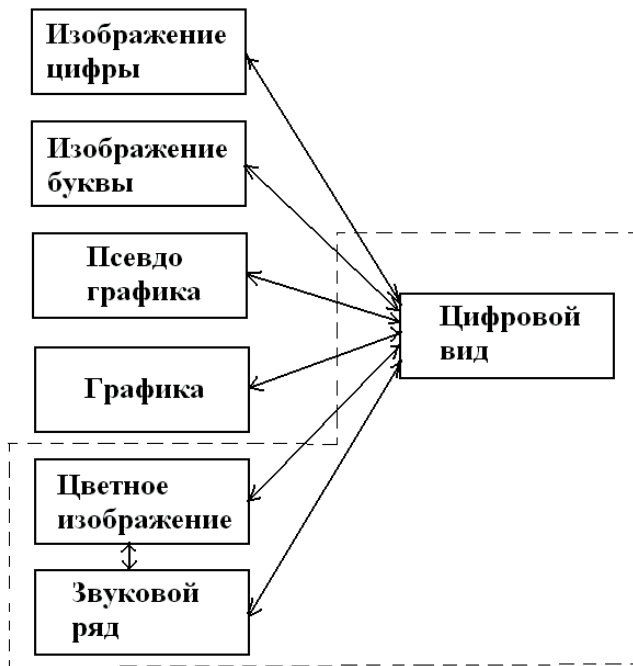 Изображение
цифры
Изображение
буквы
Псевдо
графика
Цифровой
вид
Графика
Цветное
изображение
Звуковой
ряд